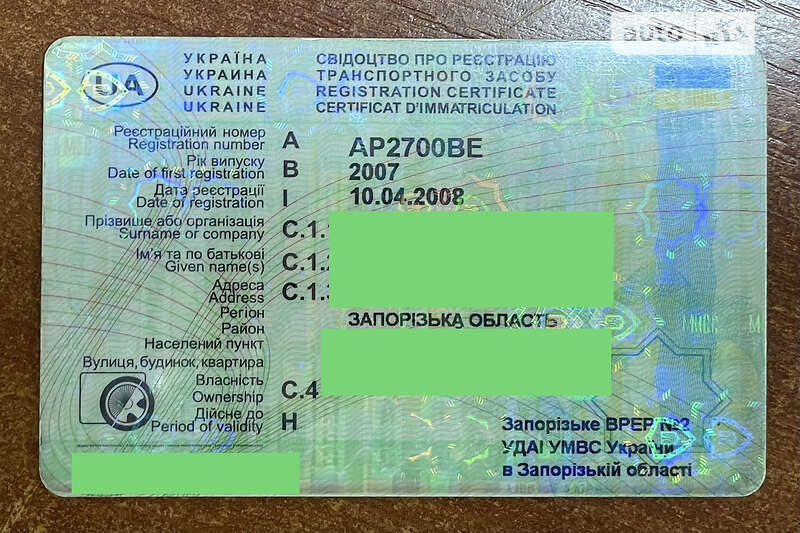 auto
UA
УКРАЇНА
УКРАИНА
UKRAINE
UKRAINE
СВІДОЦТВО ПРО РЕЄСТРАЦІЮ
ТРАНСПОРТНОГО ЗАСОБУ
REGISTRATION CERTIFICATE
CERTIFICAT D'IMMATRICULATION
Реєстраційний номер
Registration number A AP2700BE
Рік випуску
Date of first registration B 2007
Дата реєстрації
Date of registration I 10.04.2008
Прізвище або організація
Surname or company C.1.
Ім'я та по батькові
Given name(s) C.1.2
Адреса
Address C.1.3
Регіон ЗАПОРІЗЬКА ОБЛАСТЬ
Район
Населений пункт
Вулиця, будинок, квартира
Власність
Ownership C.4
Дійсне до
Period of validity H
Запорізьке ВРЕР №2
УДАІ УМВС України
в Запорізькій області